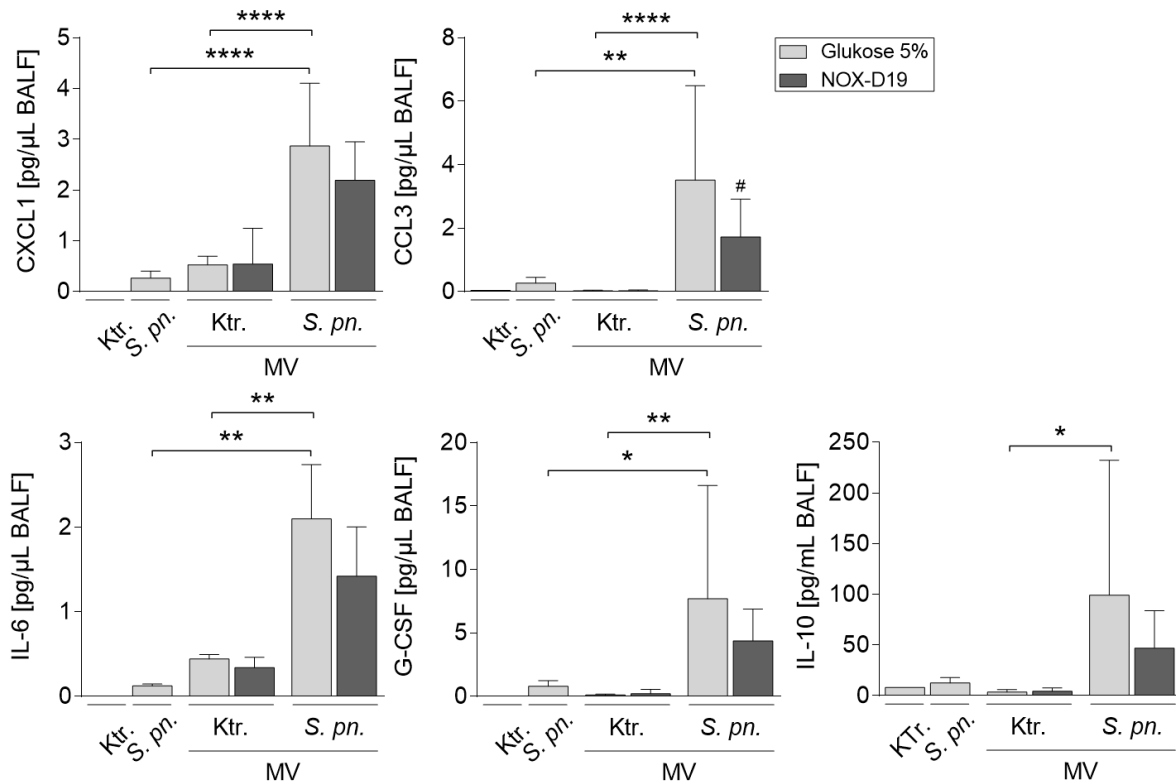 ****
****
5
4
3
2
1
0
CXCL1 [pg/µL BALF]
Ktr.
S. pn.
Ktr.
S. pn.
MV
****
**
8
6
4
2
0
CCL3 [pg/µL BALF]
#
Ktr.
S. pn.
Ktr.
S. pn.
MV
Glukose 5%
NOX-D19
**
**
3
2
1
0
IL-6 [pg/µL BALF]
Ktr.
S. pn.
Ktr.
S. pn.
MV
**
*
20
15
10
5
0
G-CSF [pg/µL BALF]
Ktr.
S. pn.
Ktr.
S. pn.
MV
*
250
200
150
100
50
0
IL-10 [pg/mL BALF]
KTr.
S. pn.
Ktr.
S. pn.
MV